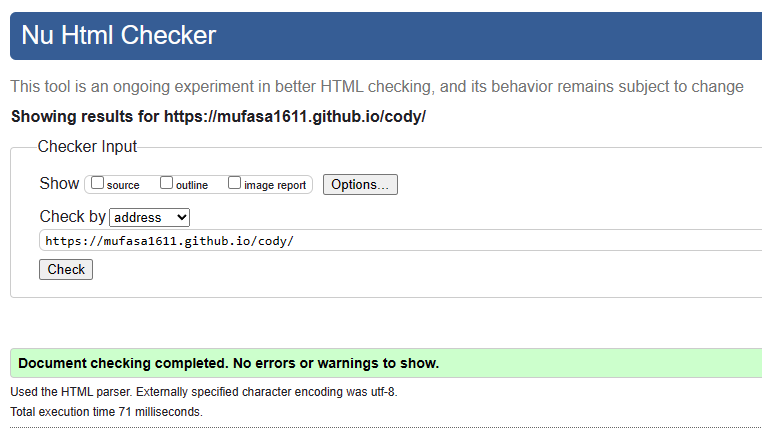 Nu Html Checker
This tool is an ongoing experiment in better HTML checking, and its behavior remains subject to change
Showing results for https://mufasa1611.github.io/cody/
Checker Input
Show source outline image report Options...
Check by address
https://mufasa1611.github.io/cody/
Check
Document checking completed. No errors or warnings to show.
Used the HTML parser. Externally specified character encoding was utf-8.
Total execution time 71 milliseconds.